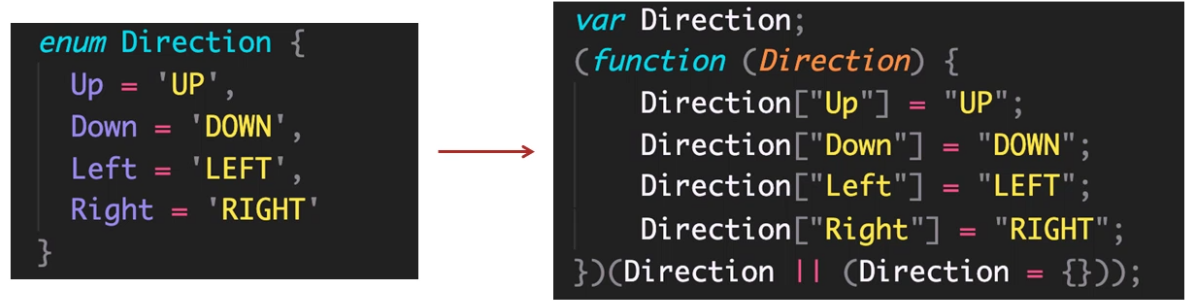 enum Direction {
Up = 'UP',
Down = 'DOWN',
Left = 'LEFT',
Right = 'RIGHT'
}
var Direction;
(function (Direction) {
Direction["Up"] = "UP";
Direction["Down"] = "DOWN";
Direction["Left"] = "LEFT";
Direction["Right"] = "RIGHT";
})(Direction || (Direction = {}));